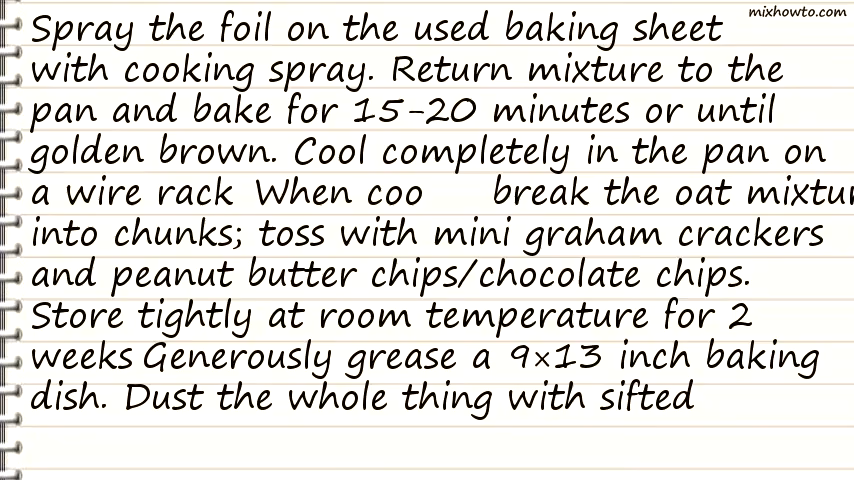 mixhowto.com
Spray the foil on the used baking sheet
with cooking spray. Return mixture to the
pan and bake for 15-20 minutes or until
golden brown. Cool completely in the pan on
a wire rack When coo break the oat mixtur
into chunks; toss with mini graham crackers
and peanut butter chips/chocolate chips.
Store tightly at room temperature for 2
weeks Generously grease a 9×13 inch baking
dish. Dust the whole thing with sifted